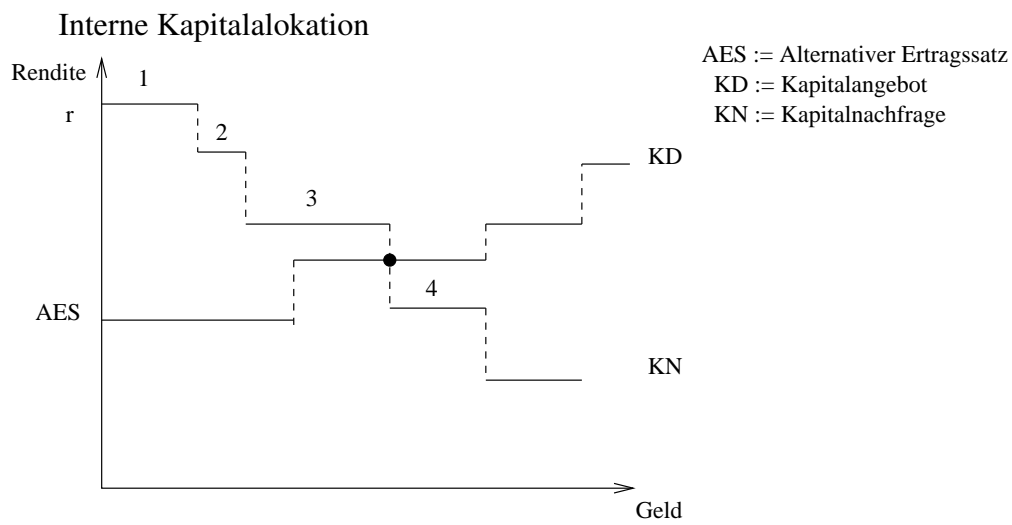 Interne Kapitalalokation
AES := Alternativer Ertragssatz
KD := Kapitalangebot
KN := Kapitalnachfrage
Rendite
r
1
2
3
KD
4
AES
KN
Geld